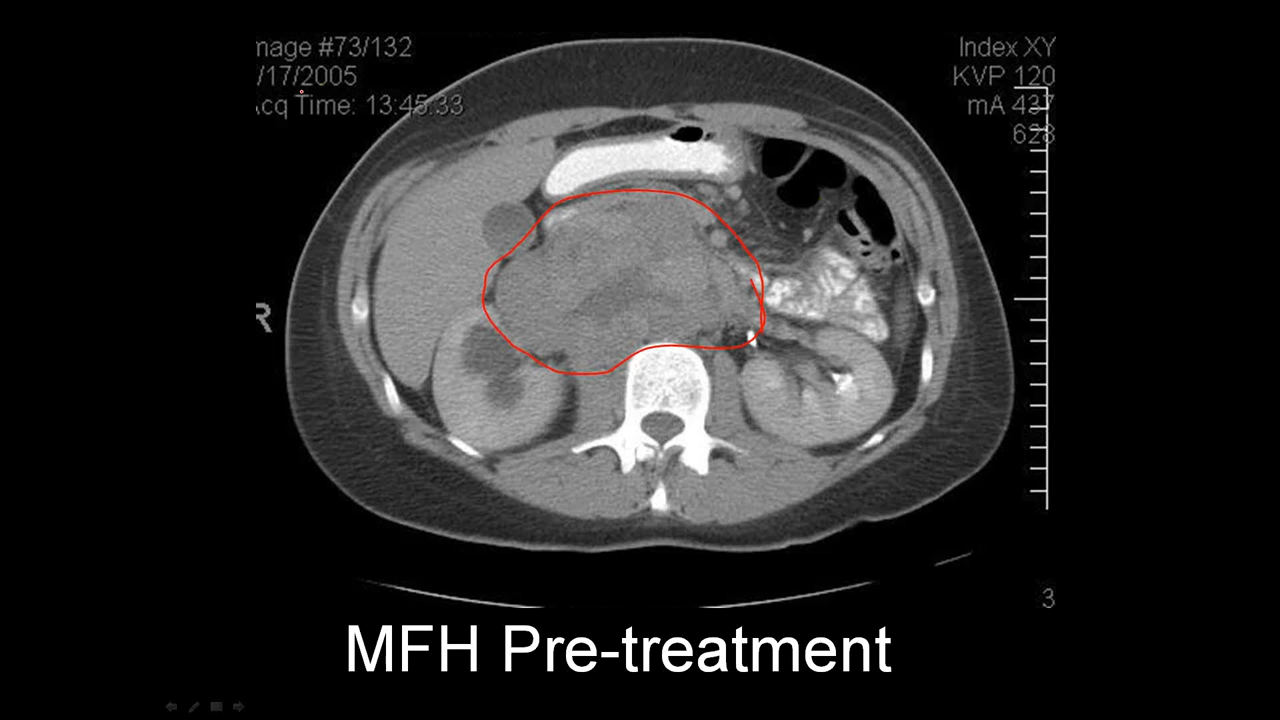 nage #73/132
/17/2005
cq Time: 13:45:33
Index XY
KVP 120
mA 437
628
R
3
MFH Pre-treatment